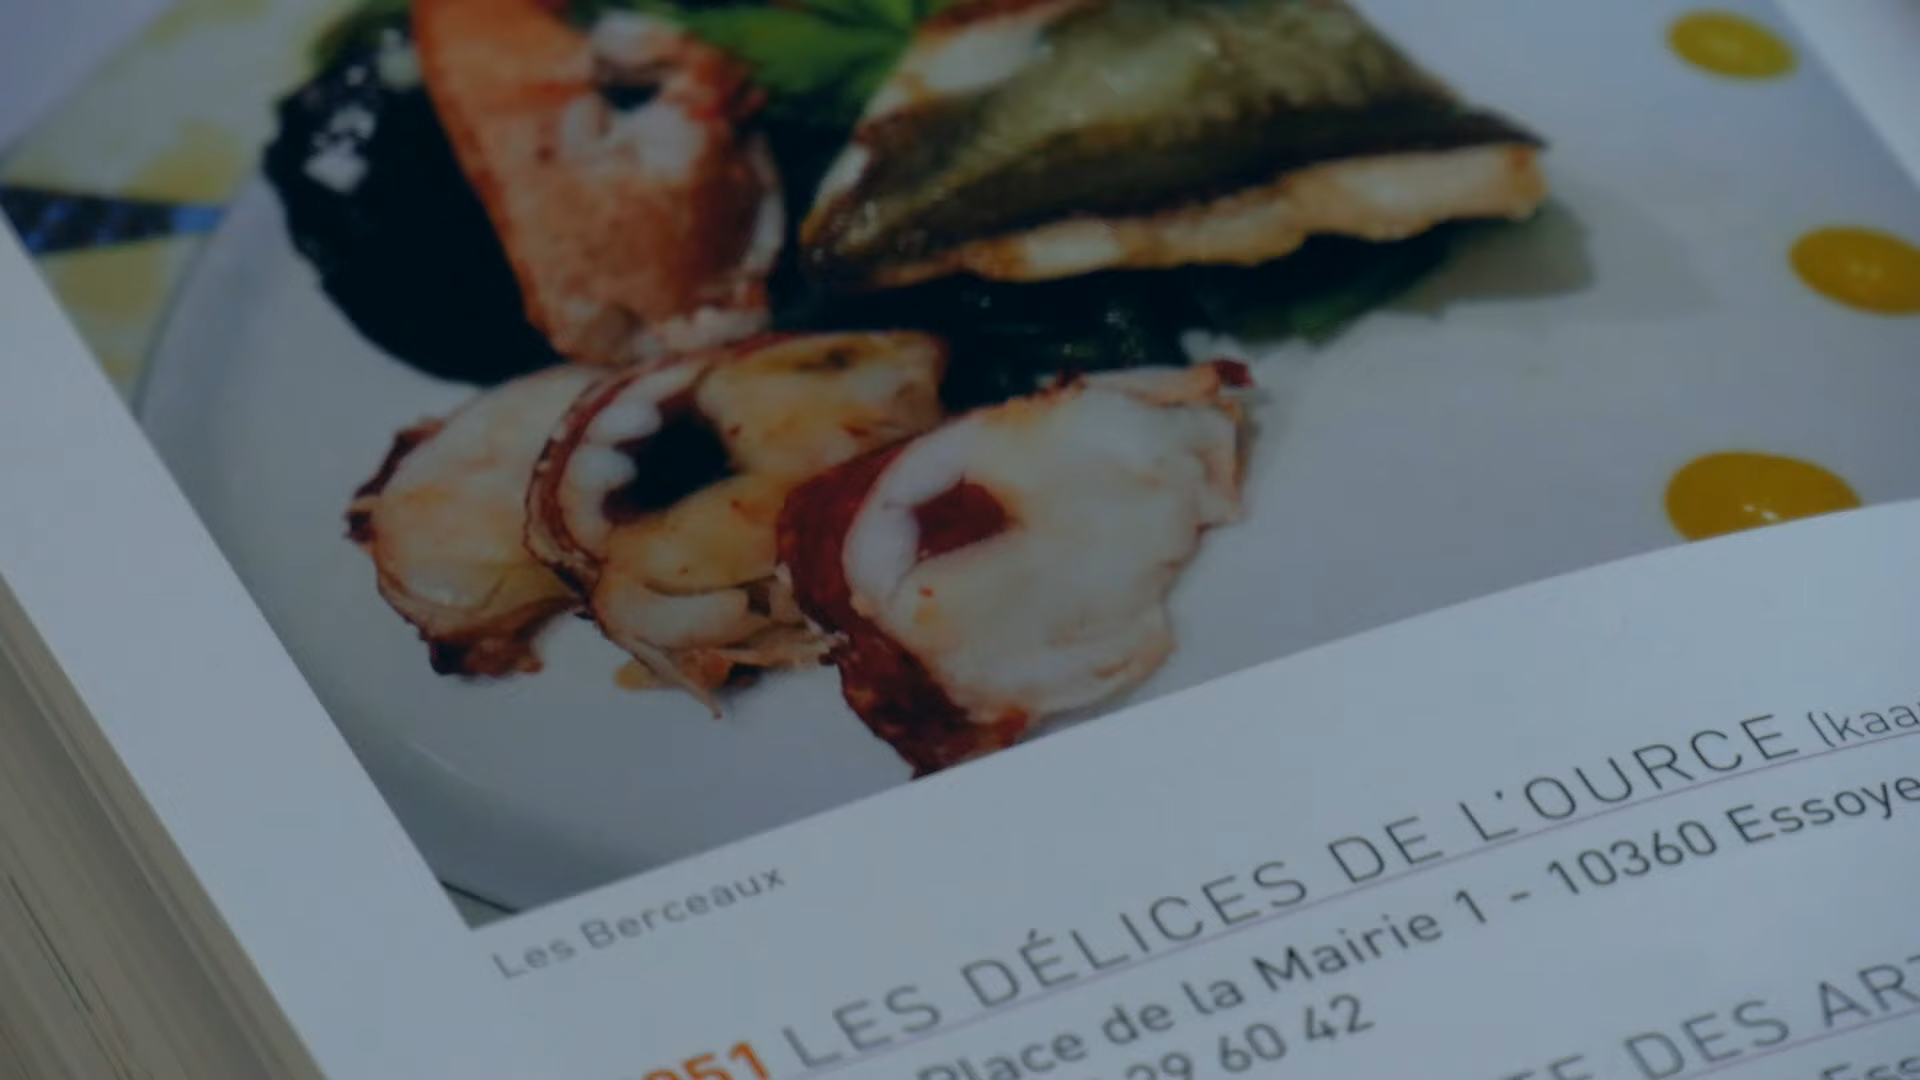 Les Berceaux
351 LES DÉLICES DE L'OURCE (kaa
Place de la Mairie 1 - 10360 Essoye
29 60 42
DES AR
Ess